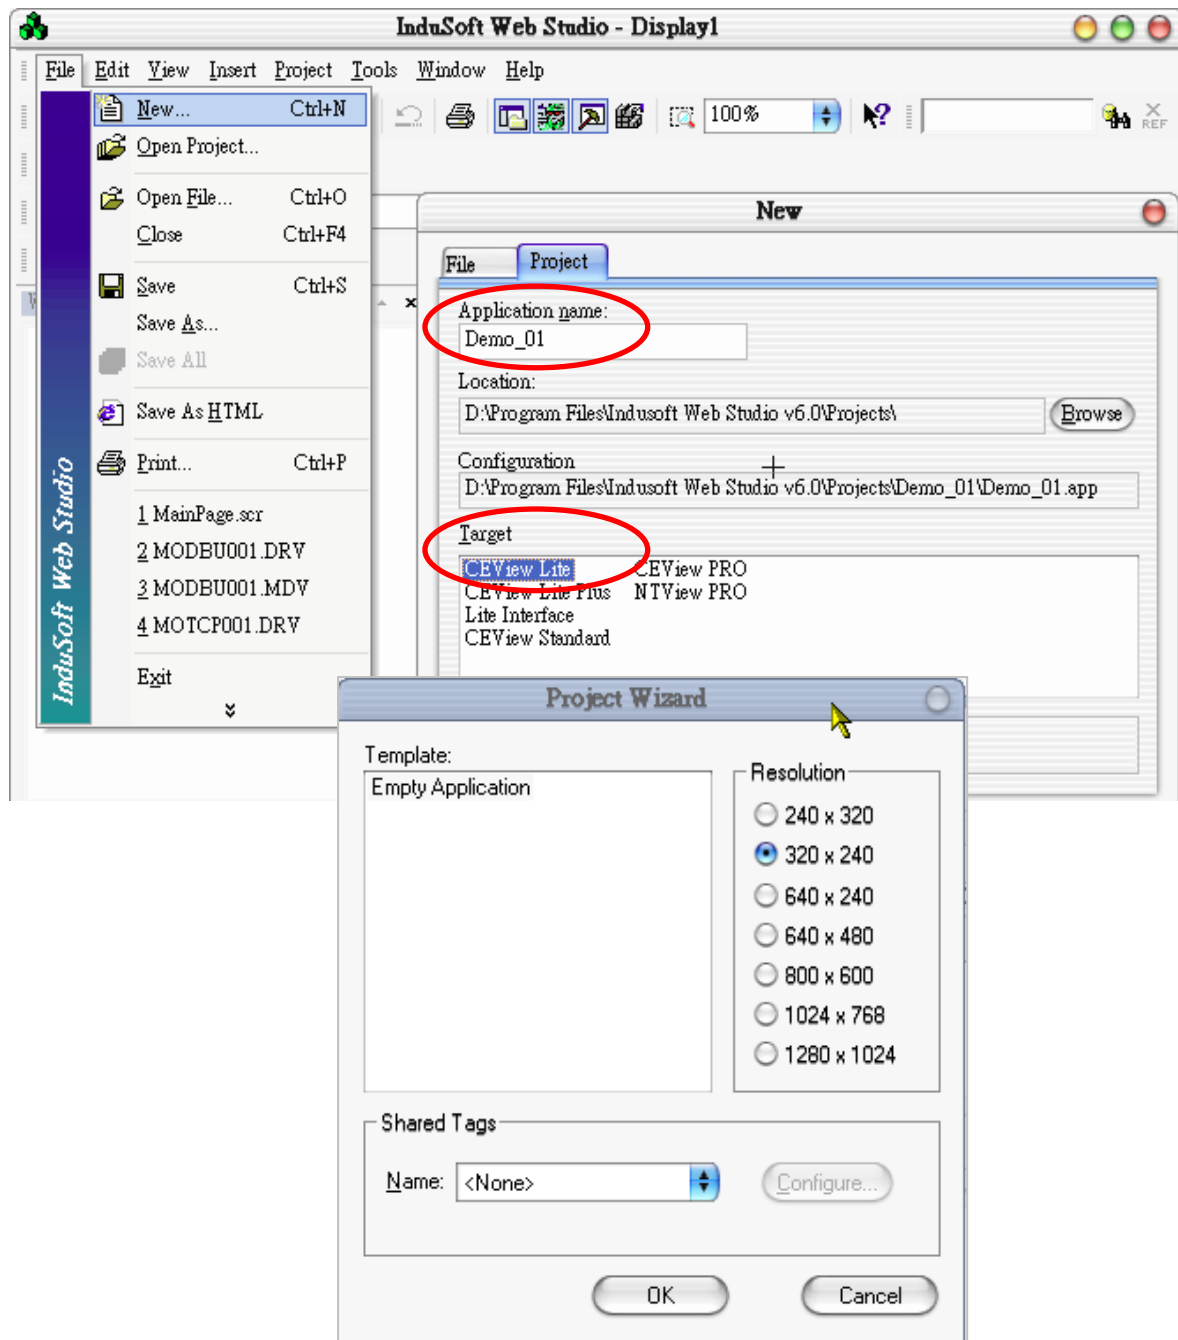 InduSoft Web Studio - Display1
File Edit View Insert Project Tools Window Help
New... Ctrl+N
100%
REF
Open Project...
Open File... Ctrl+O
Close Ctrl+F4
Save Ctrl+S
Save As...
Save All
Save As HTML
Print... Ctrl+P
1 MainPage.scr
2 MODBU001.DRV
3 MODBU001.MDV
4 MOTCP001.DRV
Exit
InduSoft Web Studio
New
File Project
Application name:
Demo_01
Location:
D:\Program Files\Indusoft Web Studio v6.0\Projects\ Browse
Configuration
D:\Program Files\Indusoft Web Studio v6.0\Projects\Demo_01\Demo_01.app
Target
CEView Lite CEView PRO
CEView Lite Plus NTView PRO
Lite Interface
CEView Standard
Project Wizard
Template:
Empty Application
Resolution
240 x 320
320 x 240
640 x 240
640 x 480
800 x 600
1024 x 768
1280 x 1024
Shared Tags
Name: <None> Configure...
OK Cancel